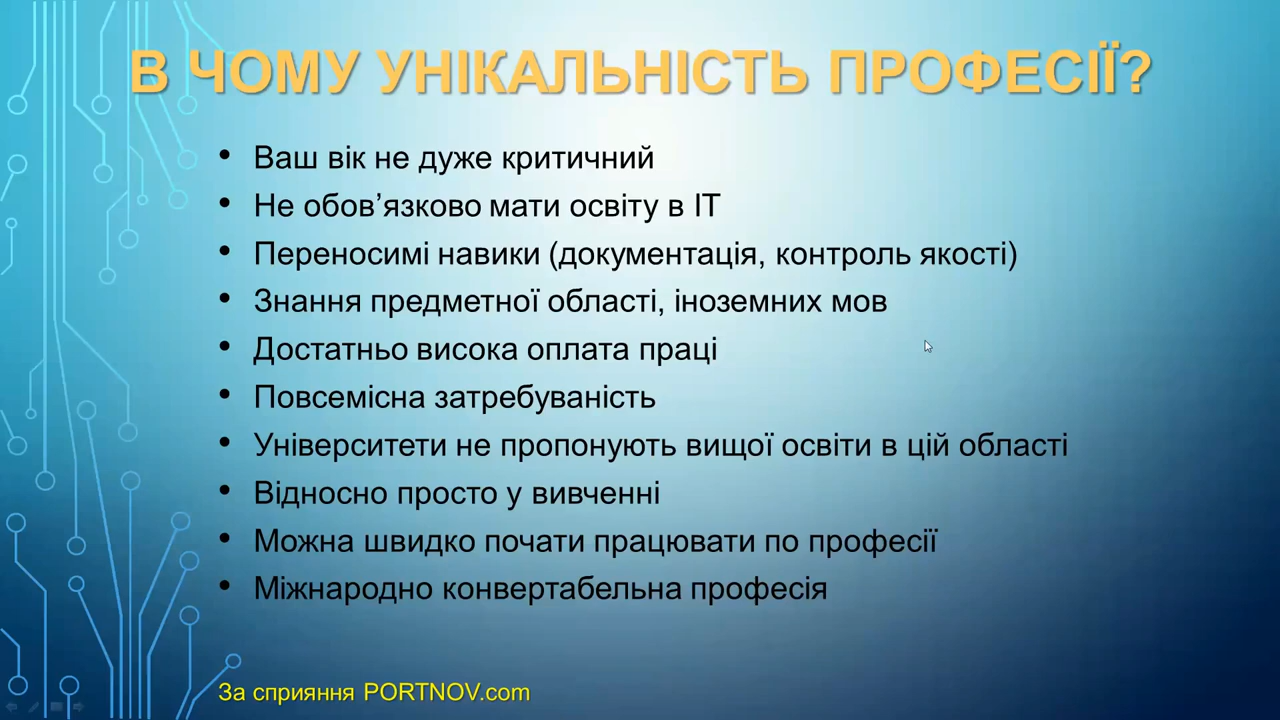 В ЧОМУ УНІКАЛЬНІСТЬ ПРОФЕСІЇ?
• Ваш вік не дуже критичний
• Не обов’язково мати освіту в ІТ
• Переносимі навики (документація, контроль якості)
• Знання предметної області, іноземних мов
• Достатньо висока оплата праці
• Повсемісна затребуваність
• Університети не пропонують вищої освіти в цій області
• Відносно просто у вивченні
• Можна швидко почати працювати по професії
• Міжнародно конвертабельна професія
За сприяння PORTNOV.com